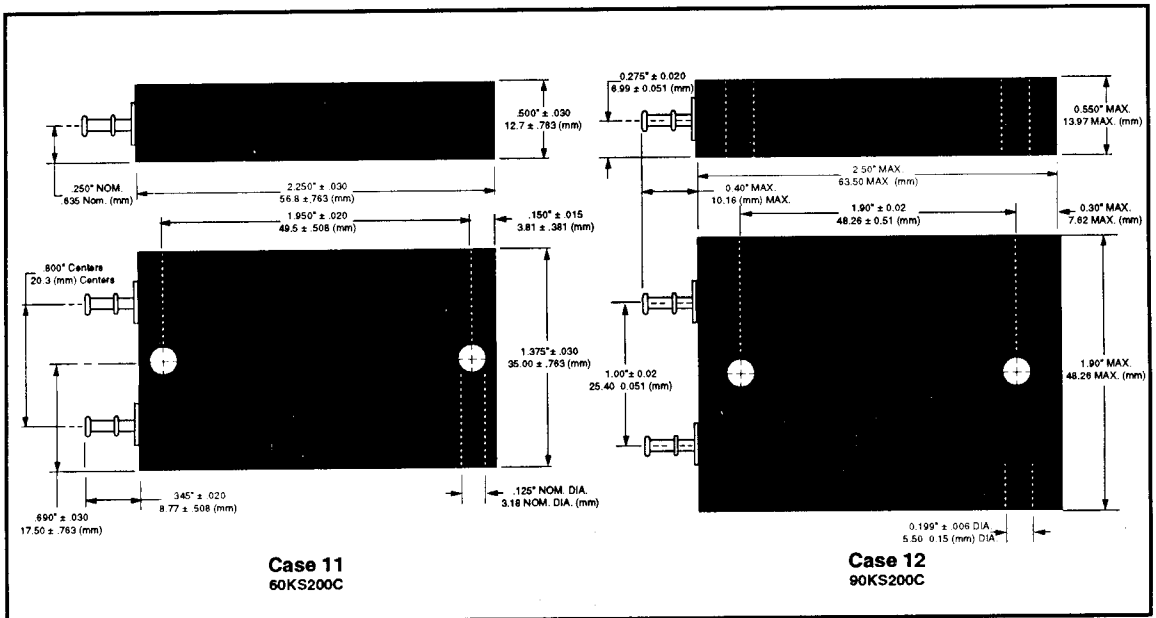 .500" ± .030
12.7 ± .763 (mm)
.250" NOM.
.635 Nom. (mm)
2.250" ± .030
56.8 ± .763 (mm)
1.950" ± .020
49.5 ± .508 (mm)
.150" ± .015
3.81 ± .381 (mm)
.800" Centers
20.3 (mm) Centers
1.375" ± .030
35.00 ± .763 (mm)
.345" ± .020
8.77 ± .508 (mm)
.125" NOM. DIA.
3.18 NOM. DIA. (mm)
.690" ± .030
17.50 ± .763 (mm)
Case 11
60KS200C
0.275" ± 0.020
6.99 ± 0.051 (mm)
0.550" MAX.
13.97 MAX. (mm)
2.50" MAX.
63.50 MAX (mm)
0.40" MAX.
10.16 (mm) MAX.
1.90" ± 0.02
48.26 ± 0.51 (mm)
0.30" MAX.
7.62 MAX. (mm)
1.00" ± 0.02
25.40 0.051 (mm)
1.90" MAX.
48.26 MAX. (mm)
0.199" ± .006 DIA.
5.50 0.15 (mm) DIA.
Case 12
90KS200C